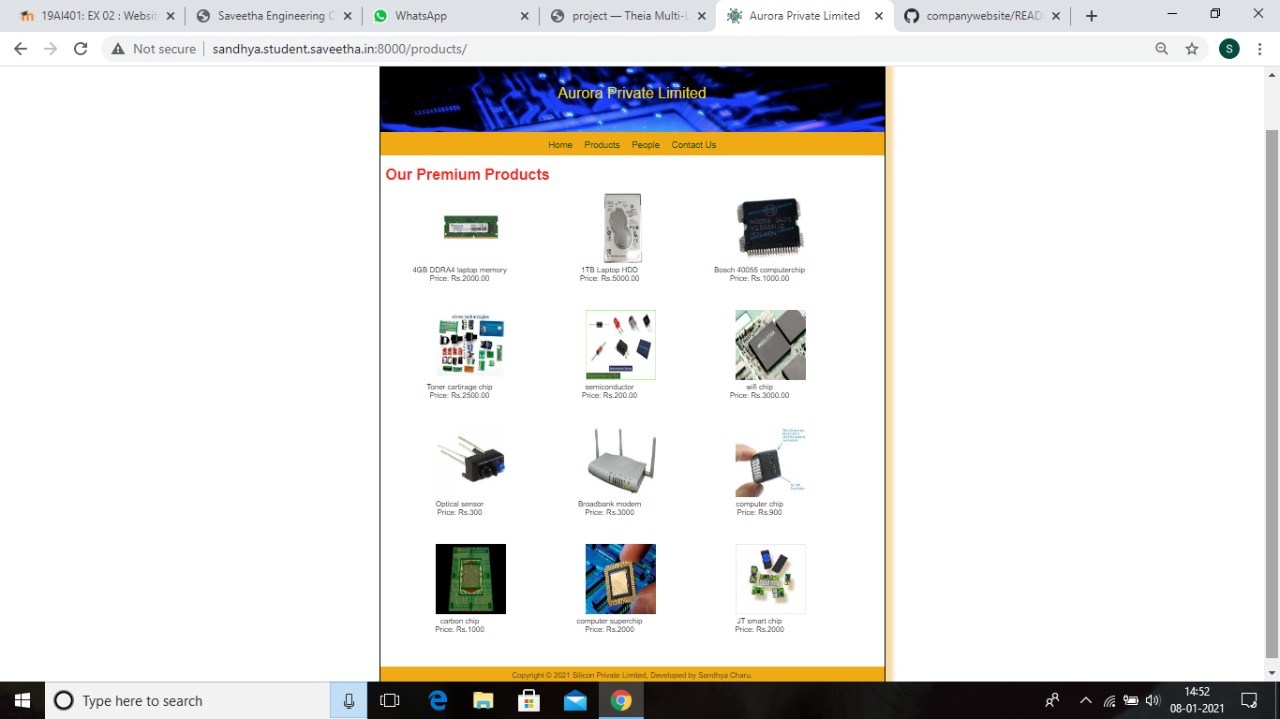 19AI401: EX 02 : Websit
Saveetha Engineering C
WhatsApp
Project — Theia Multi-L
Aurora Private Limited
companywebsite/READ
Not secure
sandhya.student.saveetha.in:8000/products/
S
Aurora Private Limited
Home Products People Contact Us
Our Premium Products
4GB DDRA4 laptop memory
Price: Rs.2000.00
1TB Laptop HDD
Price: Rs.5000.00
Bosch 40055 computerchip
Price: Rs.1000.00
Toner cartirage chip
Price: Rs.2500.00
semiconductor
Price: Rs.200.00
wifi chip
Price: Rs.3000.00
Optical sensor
Price: Rs.300
Broadbank modem
Price: Rs.3000
computer chip
Price: Rs.900
carbon chip
Price: Rs.1000
computer superchip
Price: Rs.2000
JT smart chip
Price: Rs.2000
Copyright © 2021 Silicon Private Limited, Developed by Sandhya Charu.
Type here to search
14:52
08-01-2021